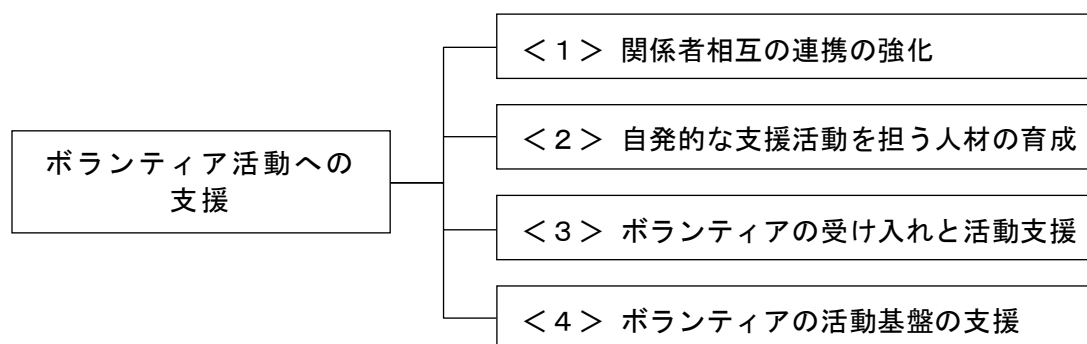 ボランティア活動への
支援
＜１＞ 関係者相互の連携の強化
＜２＞ 自発的な支援活動を担う人材の育成
＜３＞ ボランティアの受け入れと活動支援
＜４＞ ボランティアの活動基盤の支援